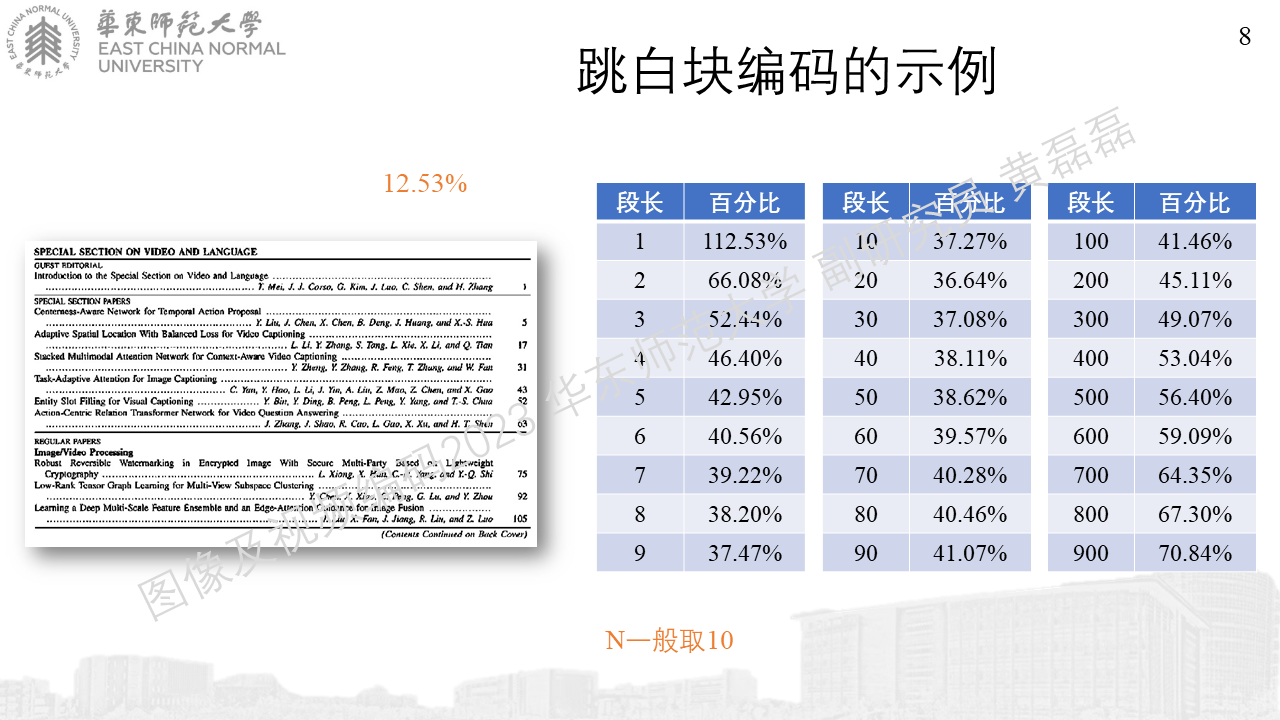 華東師範大學
EAST CHINA NORMAL
UNIVERSITY
EAST CHINA NORMAL UNIVERSITY
華東師范大學
8
跳白块编码的示例
12.53%
SPECIAL SECTION ON VIDEO AND LANGUAGE
GUEST EDITORIAL
Introduction to the Special Section on Video and Language
Y. Mei, J. J. Corso, G. Kim, J. Luo, C. Shen, and H. Zhang 1
SPECIAL SECTION PAPERS
Centerness-Aware Network for Temporal Action Proposal
Y. Liu, J. Chen, X. Chen, B. Deng, J. Huang, and X.-S. Hua 5
Adaptive Spatial Location With Balanced Loss for Video Captioning
L. Li, Y. Zhang, S. Tang, L. Xie, X. Li, and Q. Tian 17
Stacked Multimodal Attention Network for Context-Aware Video Captioning
Y. Zheng, Y. Zhang, R. Feng, T. Zhang, and W. Fan 31
Task-Adaptive Attention for Image Captioning
C. Yan, Y. Hao, L. Li, J. Yin, A. Liu, Z. Mao, Z. Chen, and X. Gao 43
Entity Slot Filling for Visual Captioning Y. Bin, Y. Ding, B. Peng, L. Peng, Y. Yang, and T.-S. Chua 52
Action-Centric Relation Transformer Network for Video Question Answering
J. Zhang, J. Shao, R. Cao, L. Gao, X. Xu, and H. T. Shen 63
REGULAR PAPERS
Image/Video Processing
Robust Reversible Watermarking in Encrypted Image With Secure Multi-Party Based on Lightweight
Cryptography L. Xiong, X. Han, C.-N. Yang, and Y.-Q. Shi 75
Low-Rank Tensor Graph Learning for Multi-View Subspace Clustering
Y. Chen, X. Xiao, C. Peng, G. Lu, and Y. Zhou 92
Learning a Deep Multi-Scale Feature Ensemble and an Edge-Attention Guidance for Image Fusion
J. Liu, X. Fan, J. Jiang, R. Liu, and Z. Luo 105
(Contents Continued on Back Cover)
段长 百分比 段长 百分比 段长 百分比
1 112.53% 10 37.27% 100 41.46%
2 66.08% 20 36.64% 200 45.11%
3 52.44% 30 37.08% 300 49.07%
4 46.40% 40 38.11% 400 53.04%
5 42.95% 50 38.62% 500 56.40%
6 40.56% 60 39.57% 600 59.09%
7 39.22% 70 40.28% 700 64.35%
8 38.20% 80 40.46% 800 67.30%
9 37.47% 90 41.07% 900 70.84%
N一般取10
图像及视频编码2023 华东师范大学 副研究员 黄磊磊